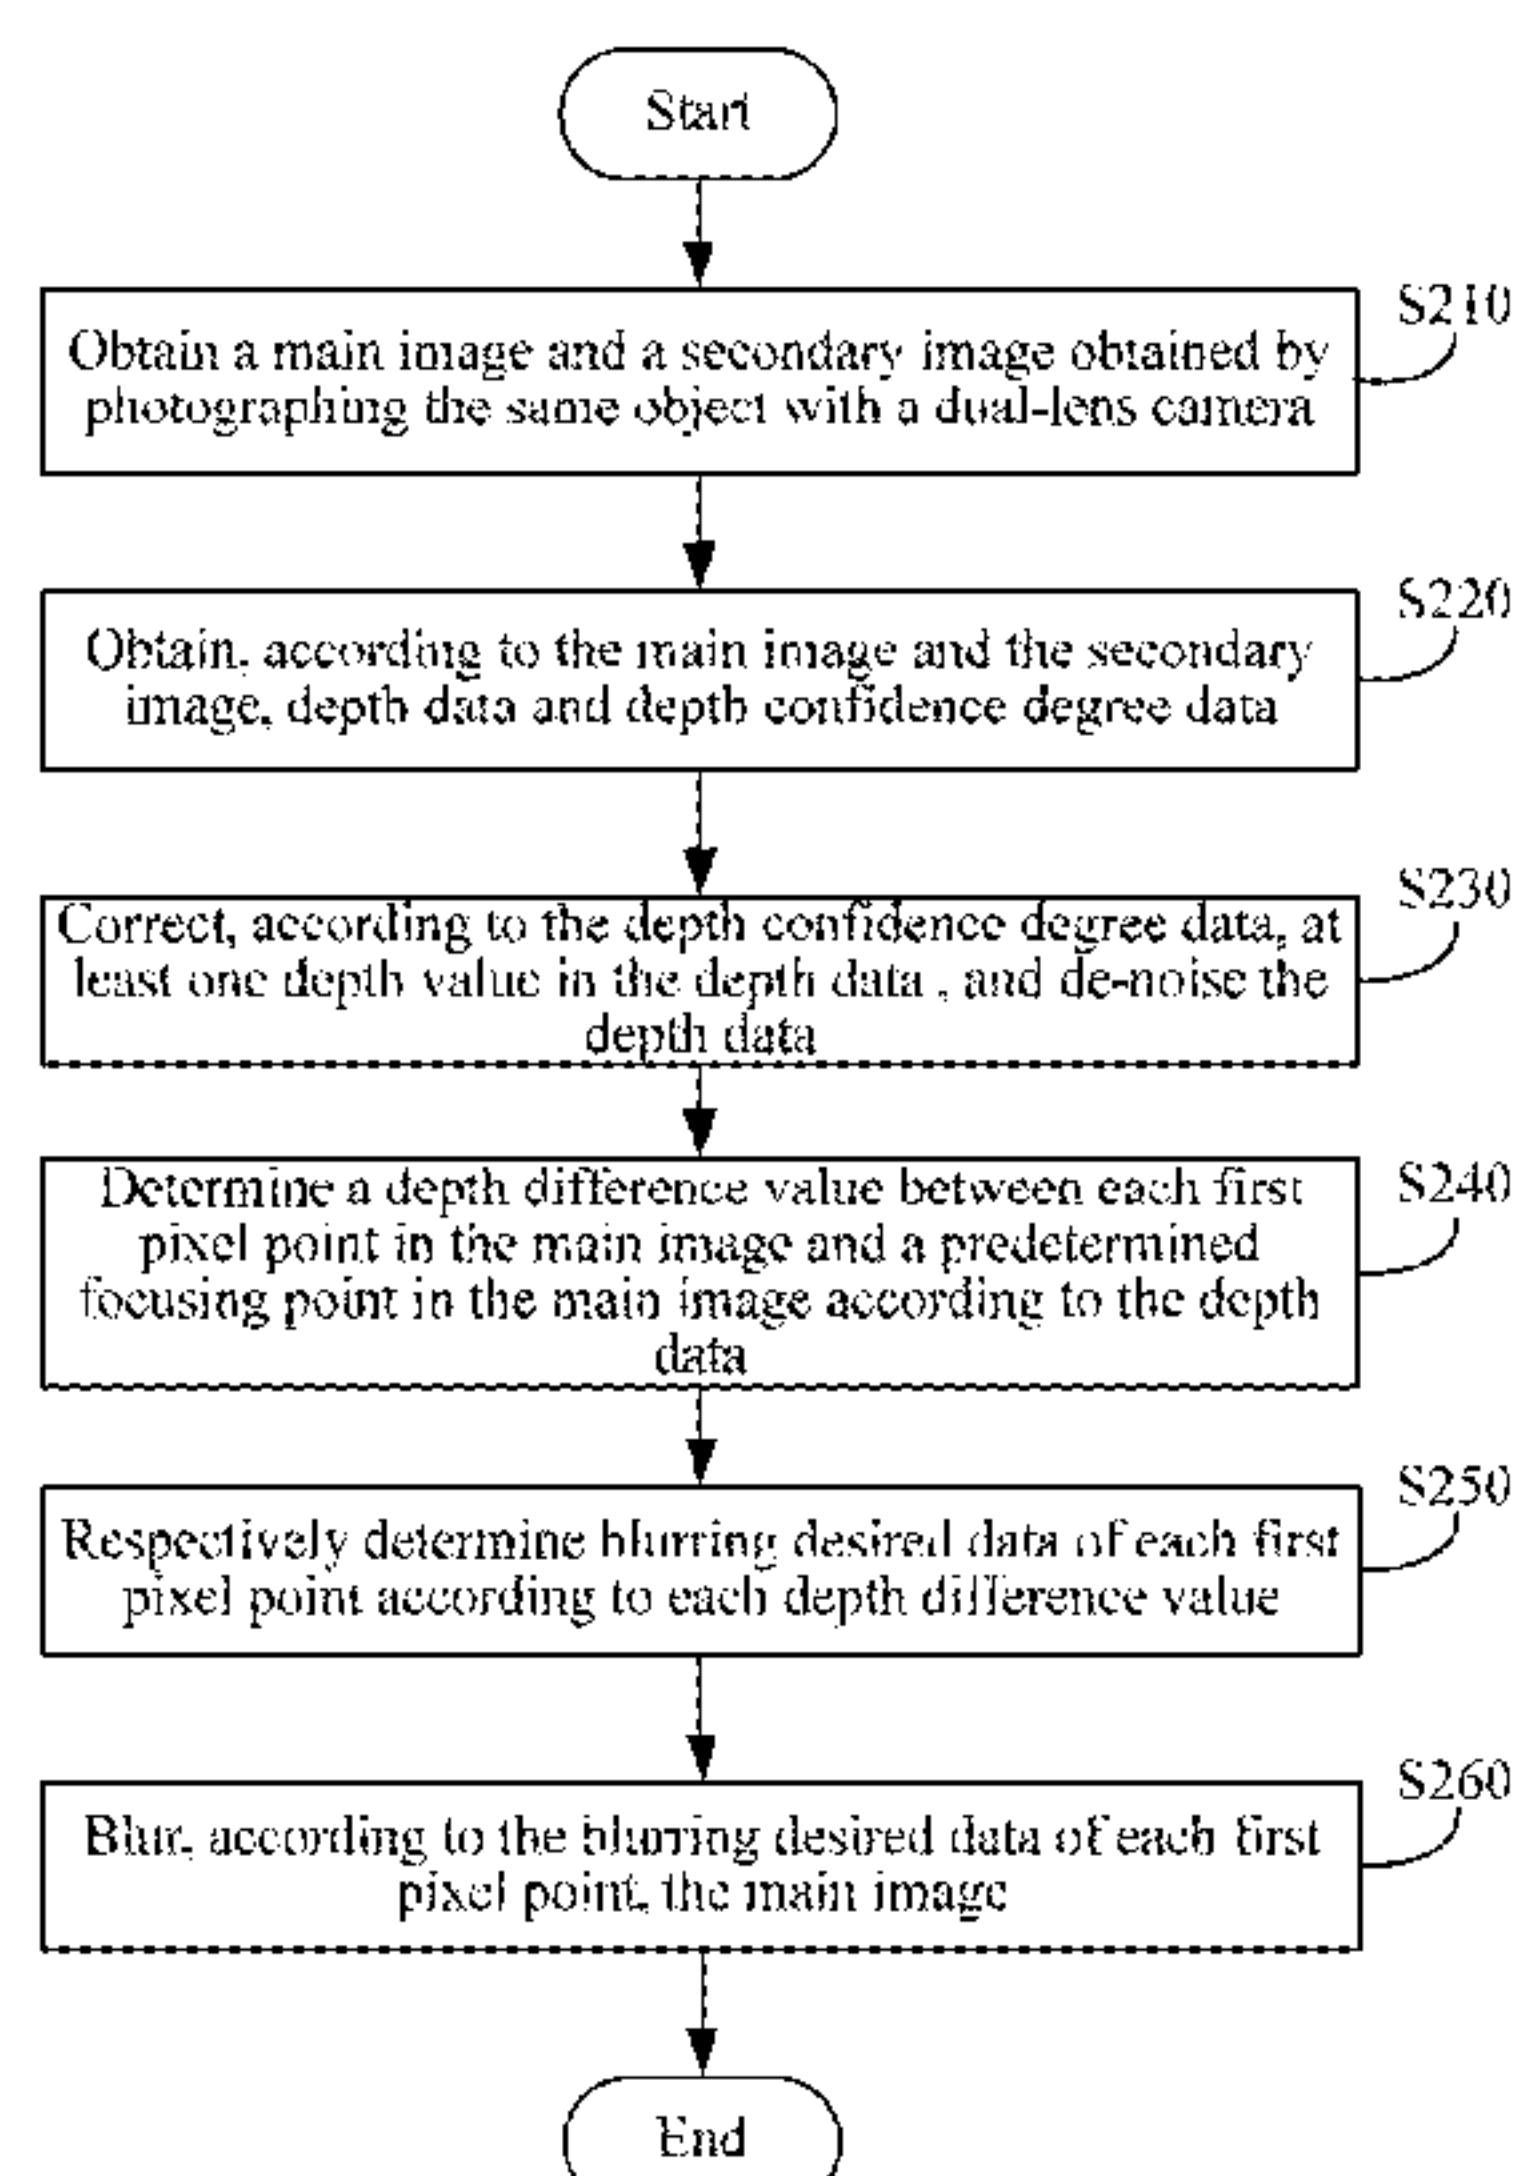 Start
S210
Obtain a main image and a secondary image obtained by
photographing the same object with a dual-lens camera
S220
Obtain, according to the main image and the secondary
image, depth data and depth confidence degree data
S230
Correct, according to the depth confidence degree data, at
least one depth value in the depth data , and de-noise the
depth data
S240
Determine a depth difference value between each first
pixel point in the main image and a predetermined
focusing point in the main image according to the depth
data
S250
Respectively determine blurring desired data of each first
pixel point according to each depth difference value
S260
Blur, according to the blurring desired data of each first
pixel point, the main image
End